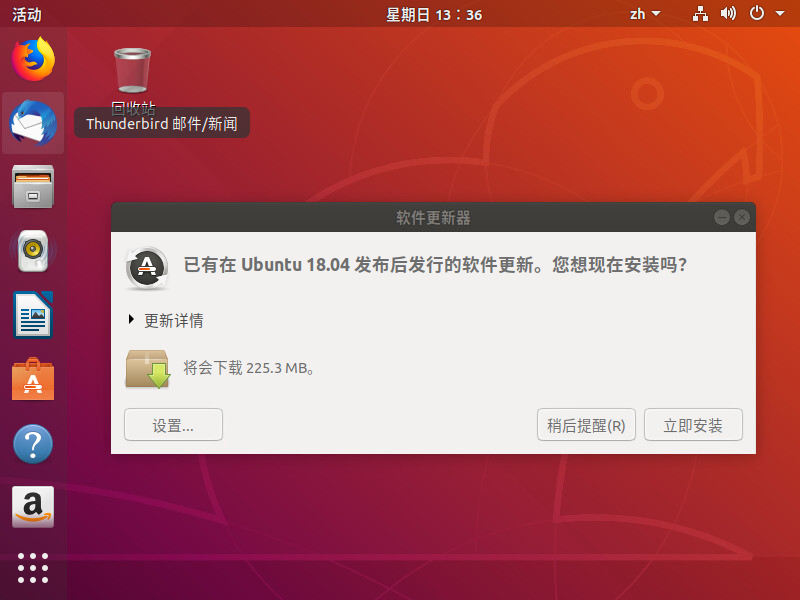 活动
星期日 13：36
zh
回收站
Thunderbird 邮件/新闻
软件更新器
已有在 Ubuntu 18.04 发布后发行的软件更新。您想现在安装吗?
更新详情
将会下载 225.3 MB。
设置...
稍后提醒(R)
立即安装